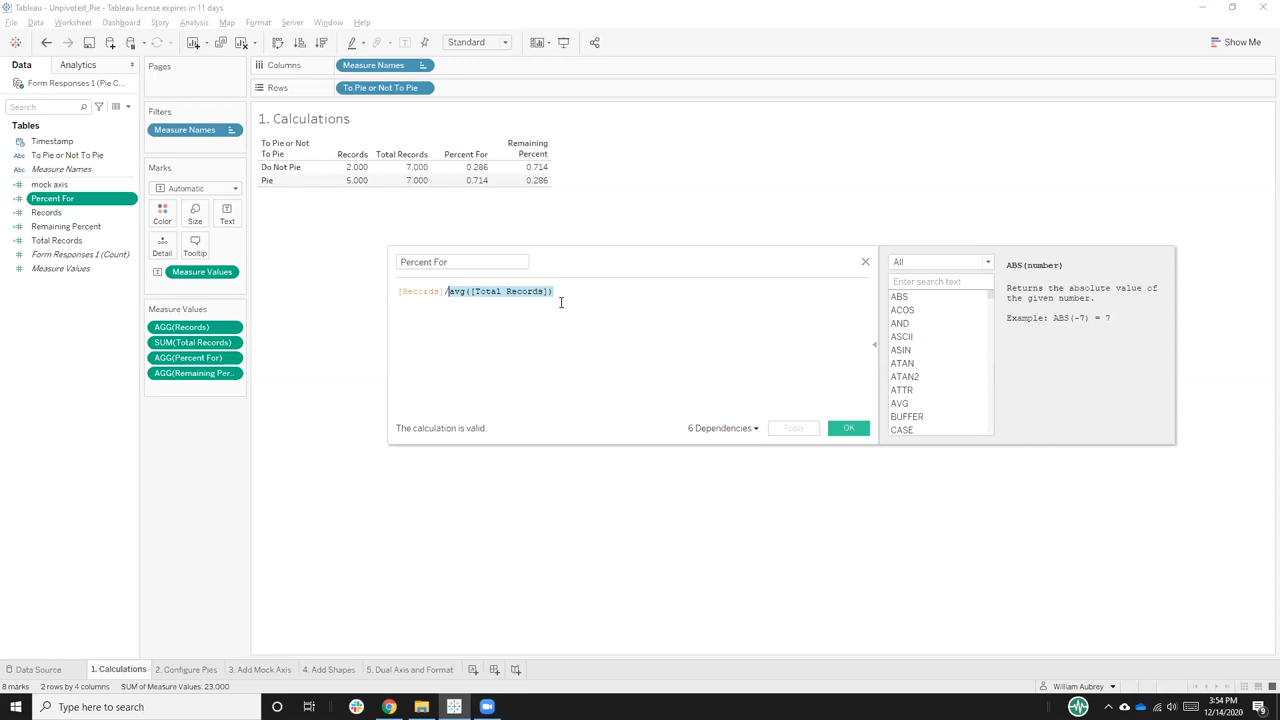 Tableau - Unpivoted_Pie - Tableau license expires in 11 days
File Data Worksheet Dashboard Story Analysis Map Format Server Window Help
Standard
Show Me
Data Analytics
Pages
Columns Measure Names
Form Responses 1 (Pie C...
Rows To Pie or Not To Pie
Search
Filters
Measure Names
1. Calculations
Tables
Timestamp
Abc To Pie or Not To Pie
Abc Measure Names
mock axis
Percent For
Records
Remaining Percent
Total Records
Form Responses 1 (Count)
Measure Values
Marks
Automatic
Color Size Text
Detail Tooltip
Measure Values
Measure Values
AGG(Records)
SUM(Total Records)
AGG(Percent For)
AGG(Remaining Per..
To Pie or Not To Pie Records Total Records Percent For Remaining Percent
Do Not Pie 2.000 7.000 0.286 0.714
Pie 5.000 7.000 0.714 0.286
Percent For
[Records]/avg([Total Records])
The calculation is valid.
6 Dependencies
Apply
OK
All
Enter search text
ABS
ACOS
AND
ASCII
ASIN
ATAN
ATAN2
ATTR
AVG
BUFFER
CASE
ABS(number)
Returns the absolute value of
the given number.
Example: ABS(-7) = 7
Data Source 1. Calculations 2. Configure Pies 3. Add Mock Axis 4. Add Shapes 5. Dual Axis and Format
8 marks 2 rows by 4 columns SUM of Measure Values: 23.000
William Aubrey
Type here to search
3:54 PM
12/14/2020